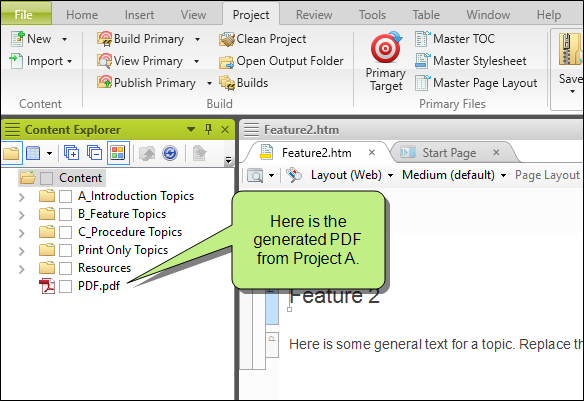 File Home Insert View Project Review Tools Table Window Help
New Build Primary Clean Project Master TOC
Import View Primary Open Output Folder Primary Target Master Stylesheet Save
Publish Primary Builds Master Page Layout
Content Build Primary Files
Content Explorer
Feature2.htm
Feature2.htm Start Page
Layout (Web) Medium (default) Page Layout
Content
A_Introduction Topics
B_Feature Topics
C_Procedure Topics
Print Only Topics
Resources
PDF.pdf
Here is the
generated PDF
from Project A.
Feature 2
Here is some general text for a topic. Replace th